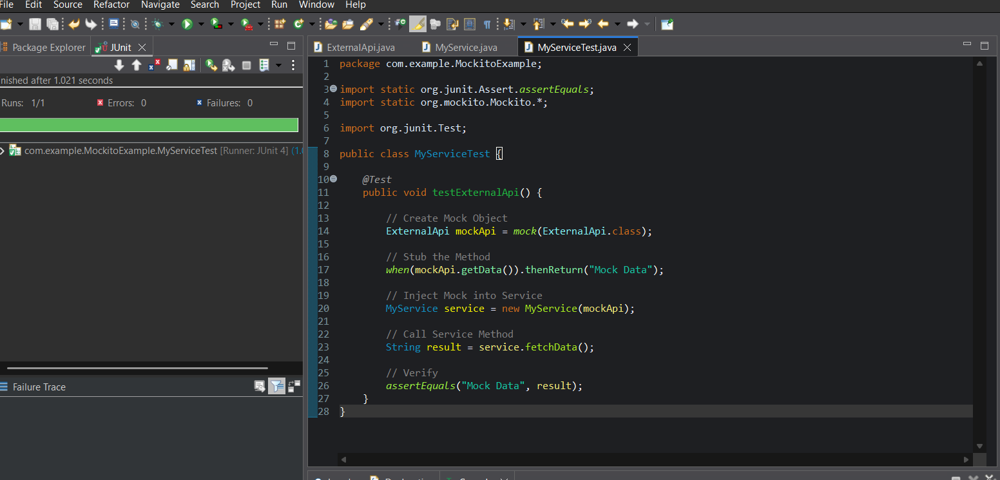 File Edit Source Refactor Navigate Search Project Run Window Help
Package Explorer JUnit
nished after 1.021 seconds
Runs: 1/1 Errors: 0 Failures: 0
com.example.MockitoExample.MyServiceTest [Runner: JUnit 4] (1.0
Failure Trace
ExternalApi.java MyService.java MyServiceTest.java
1 package com.example.MockitoExample;
2
3 import static org.junit.Assert.assertEquals;
4 import static org.mockito.Mockito.*;
5
6 import org.junit.Test;
7
8 public class MyServiceTest {
9
10 @Test
11 public void testExternalApi() {
12
13 // Create Mock Object
14 ExternalApi mockApi = mock(ExternalApi.class);
15
16 // Stub the Method
17 when(mockApi.getData()).thenReturn("Mock Data");
18
19 // Inject Mock into Service
20 MyService service = new MyService(mockApi);
21
22 // Call Service Method
23 String result = service.fetchData();
24
25 // Verify
26 assertEquals("Mock Data", result);
27 }
28 }